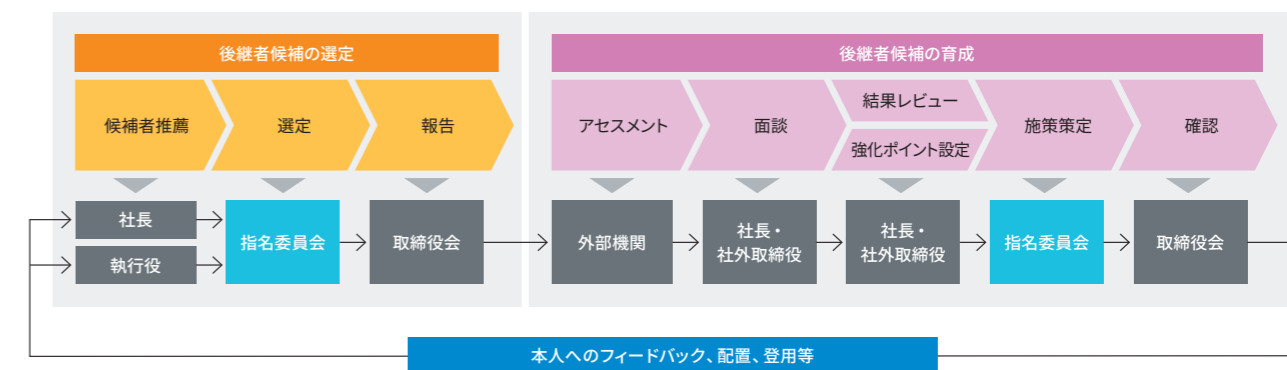 後継者候補の選定
候補者推薦
選定
報告
社長
執行役
指名委員会
取締役会
後継者候補の育成
アセスメント
面談
結果レビュー
強化ポイント設定
施策策定
確認
外部機関
社長・
社外取締役
社長・
社外取締役
指名委員会
取締役会
本人へのフィードバック、配置、登用等